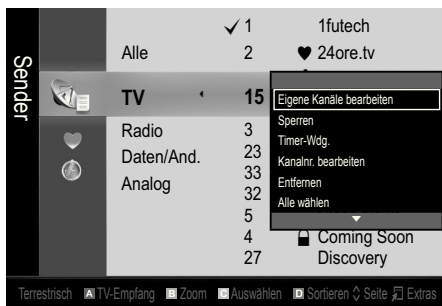 Sender
1 1futech
Alle 2 24ore.tv
TV 15
Radio 3
Daten/And. 23
Analog 33
32
5
4 Coming Soon
27 Discovery
Eigene Kanäle bearbeiten
Sperren
Timer-Wdg.
Kanalnr. bearbeiten
Entfernen
Alle wählen
Terrestrisch A TV-Empfang B Zoom C Auswählen D Sortieren Seite Extras